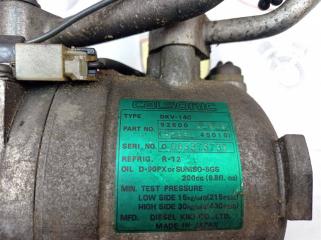 calsonic
TYPE DKV-14C
PART NO. 92600
SERI. NO.
REFRIG. R-12
OIL D-90PX or SUNISO-5GS
200cc (6.8fl. oz)
MIN. TEST PRESSURE
LOW SIDE 15kg/cm2 (215psi)
HIGH SIDE 30kg/cm2 (430psi)
MFD. DIESEL KIKI CO., LTD.
MADE IN JAPAN